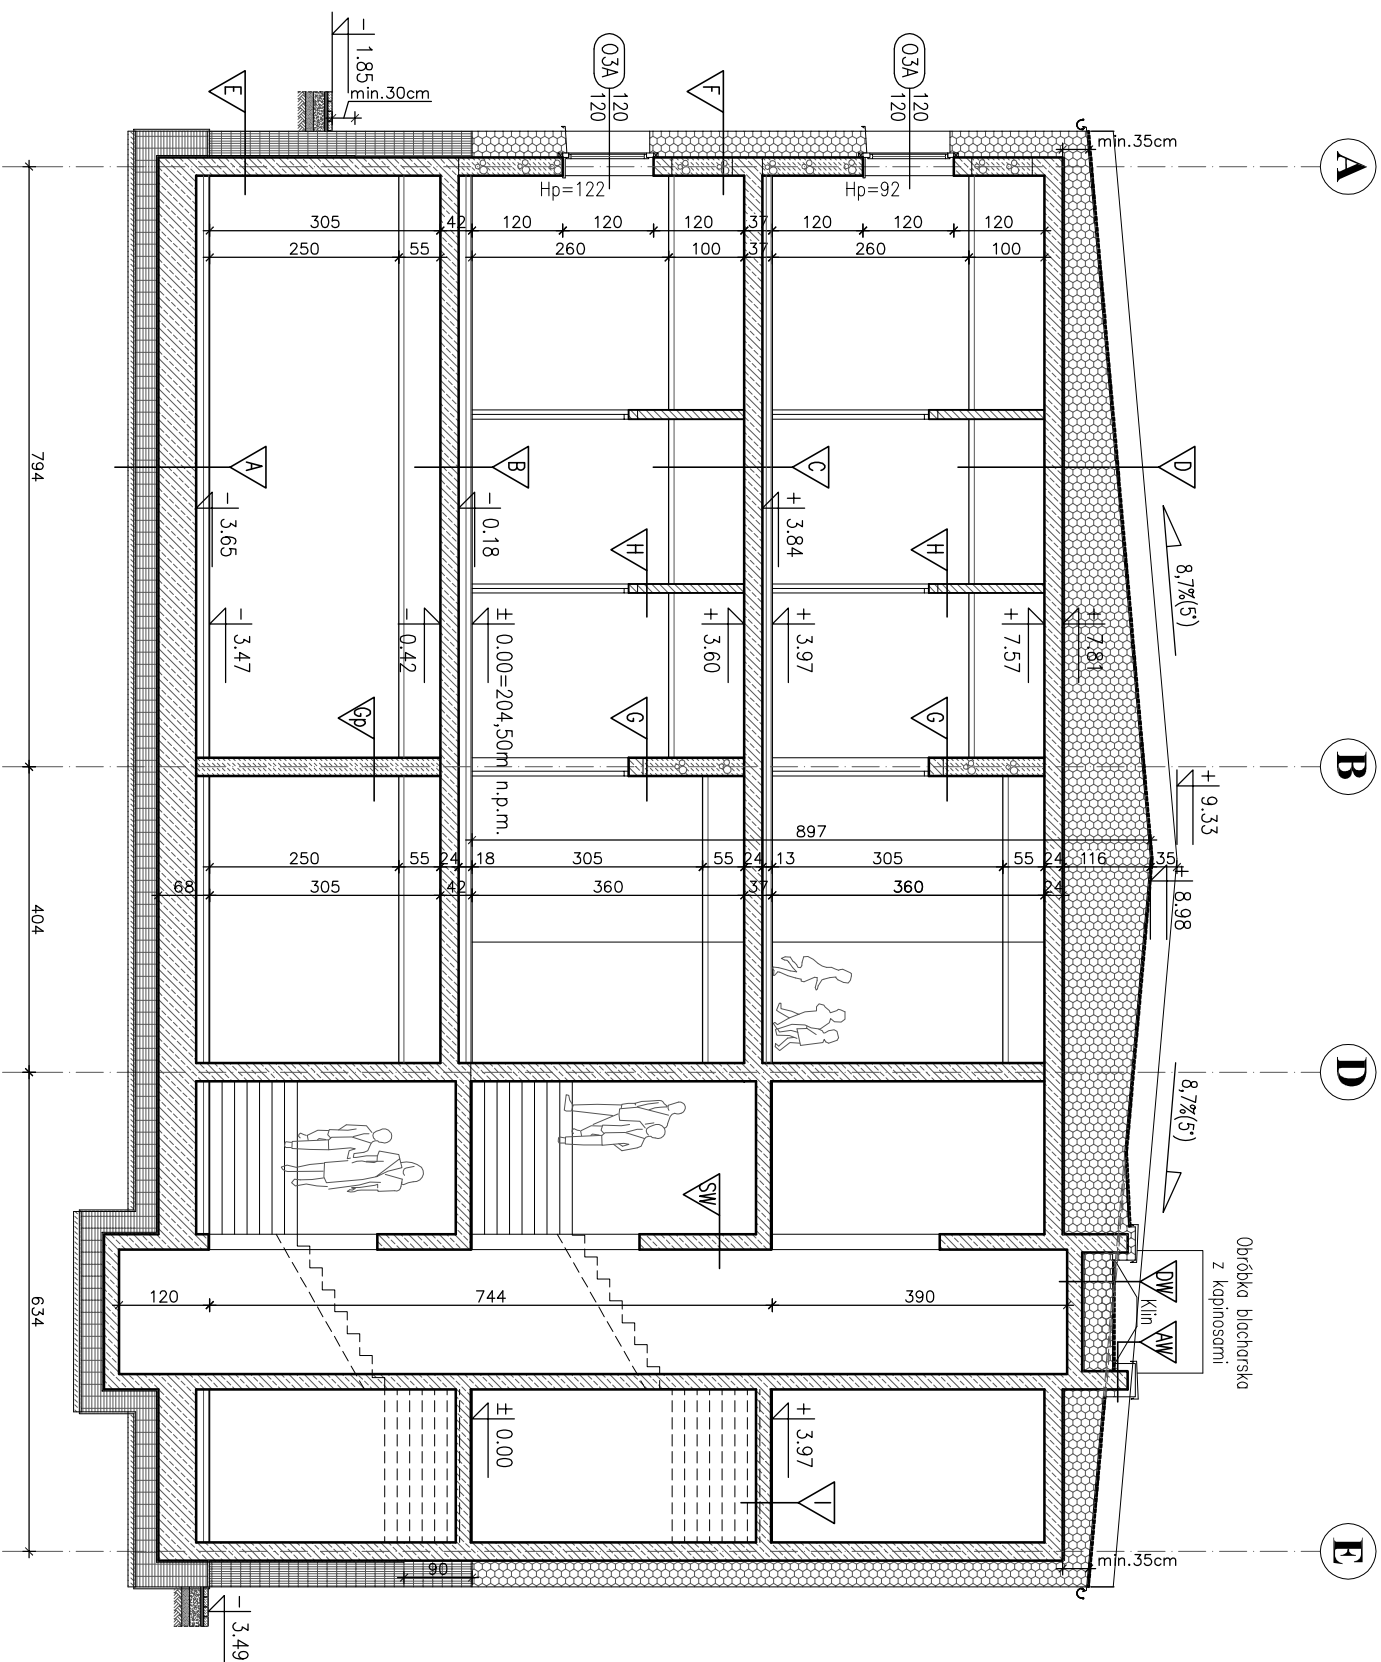 A
B
D
E
O3A
120
120
O3A
120
120
- 1.85
min.30cm
E
F
min.35cm
Hp=122
Hp=92
305
42
120
120
120
37
120
120
120
250
55
260
100
37
260
100
A
B
C
D
- 3.65
- 0.18
+ 3.84
H
H
8,7%(5°)
- 3.47
- 0.42
± 0.00=204,50m n.p.m.
+ 3.60
+ 3.97
+ 7.57
+ 7.81
Gp
G
G
+ 9.33
897
250
55
24
18
305
55
24
13
305
55
24
116
35
68
305
42
360
37
360
24
+ 8.98
8,7%(5°)
SW
Obróbka blacharska
z kapinosami
DW
Klin
AW
120
744
390
± 0.00
+ 3.97
I
min.35cm
90
- 3.49
794
404
634